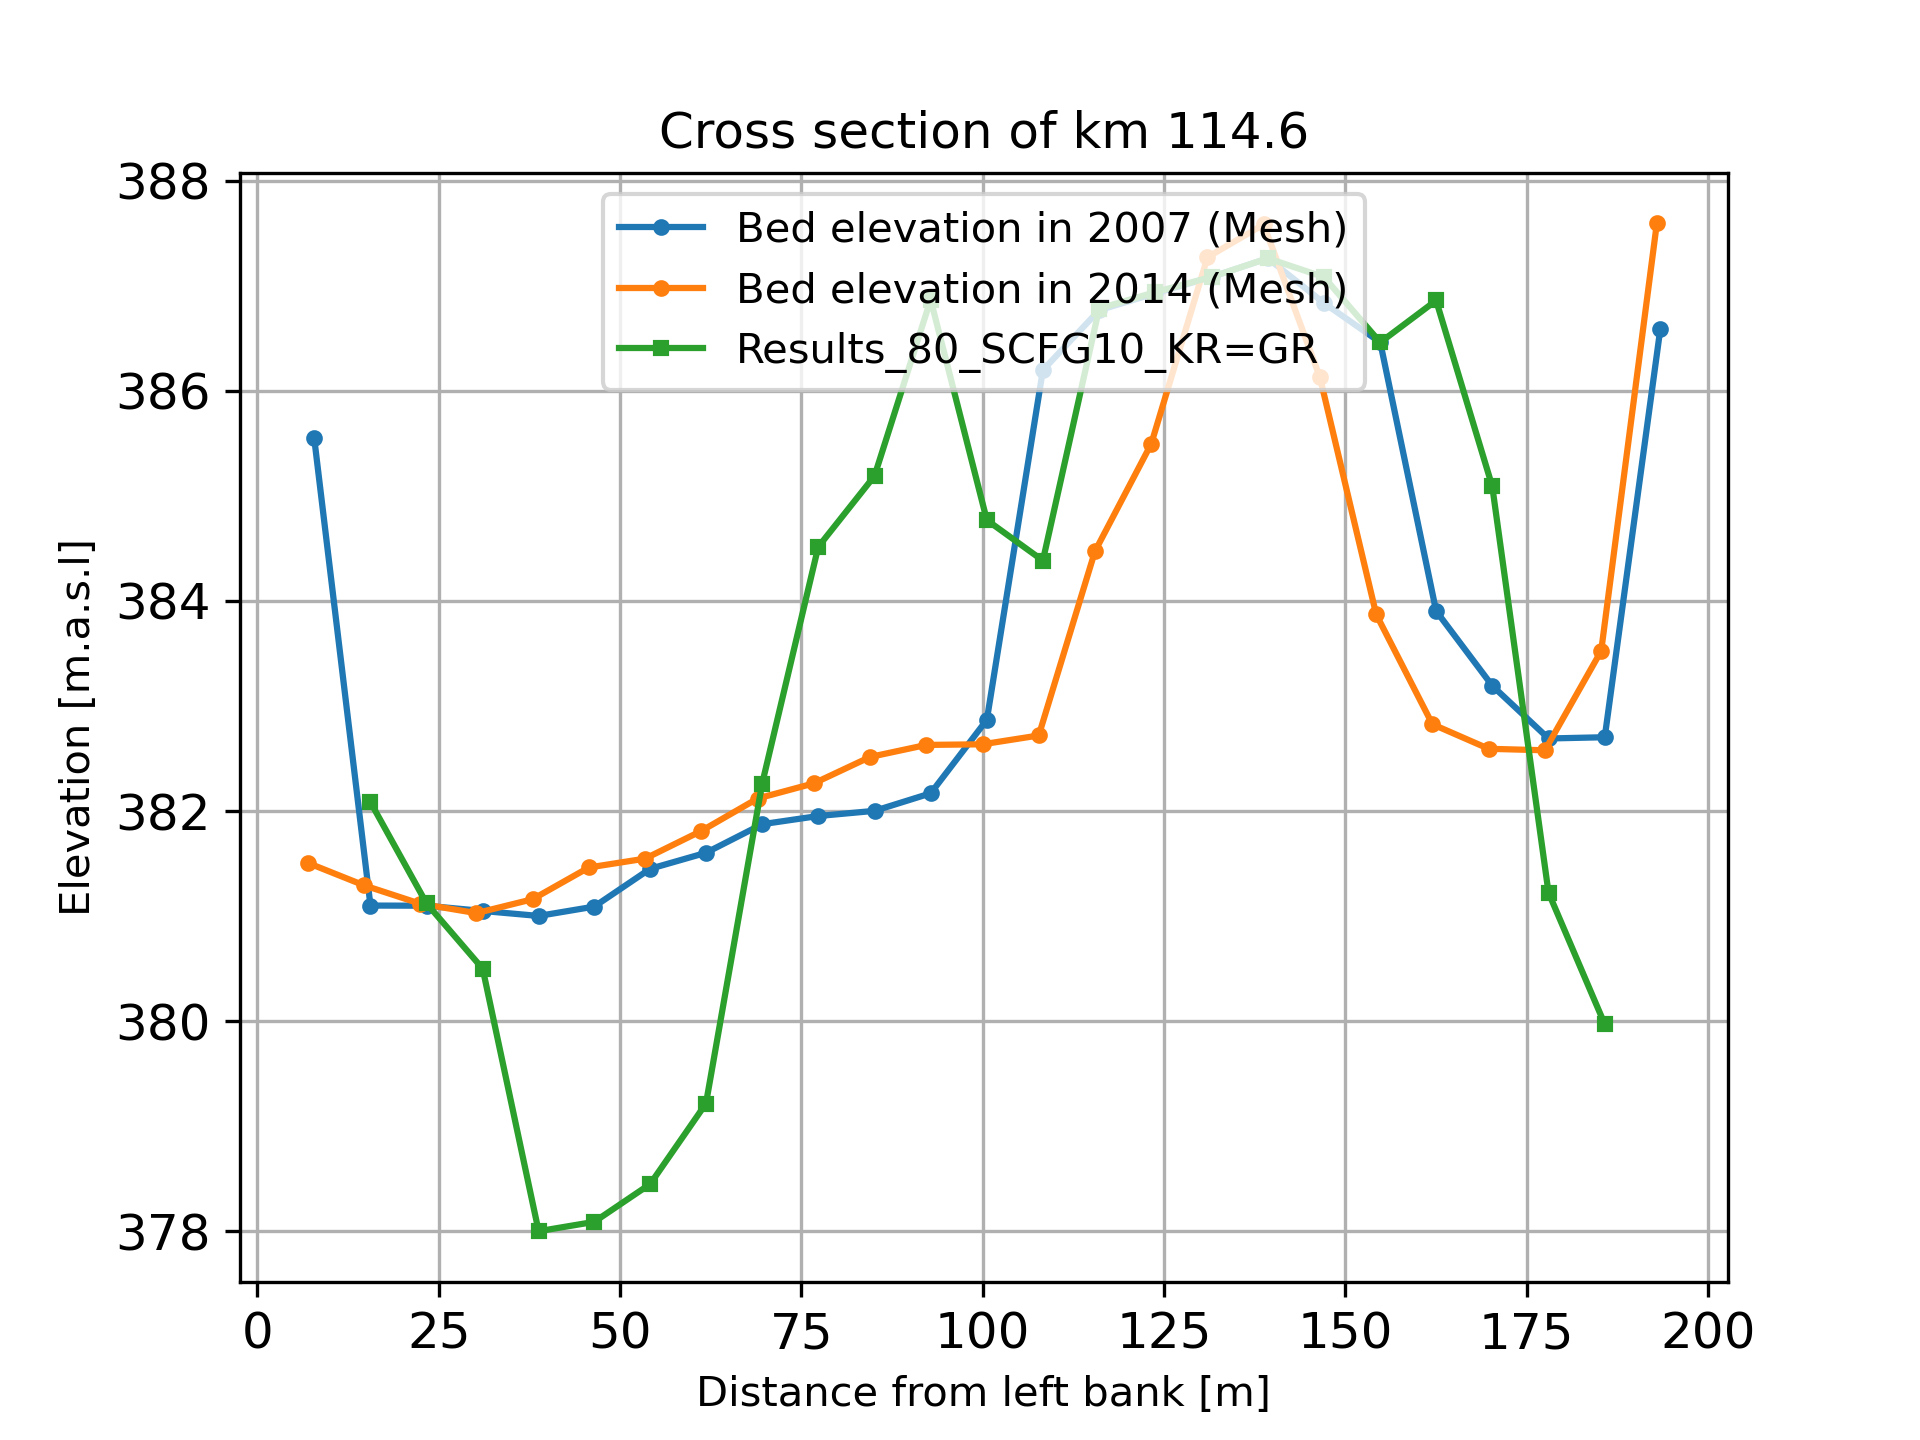 Cross section of km 114.6
Bed elevation in 2007 (Mesh)
Bed elevation in 2014 (Mesh)
Results_80_SCFG10_KR=GR
Elevation [m.a.s.l]
388
386
384
382
380
378
0 25 50 75 100 125 150 175 200
Distance from left bank [m]